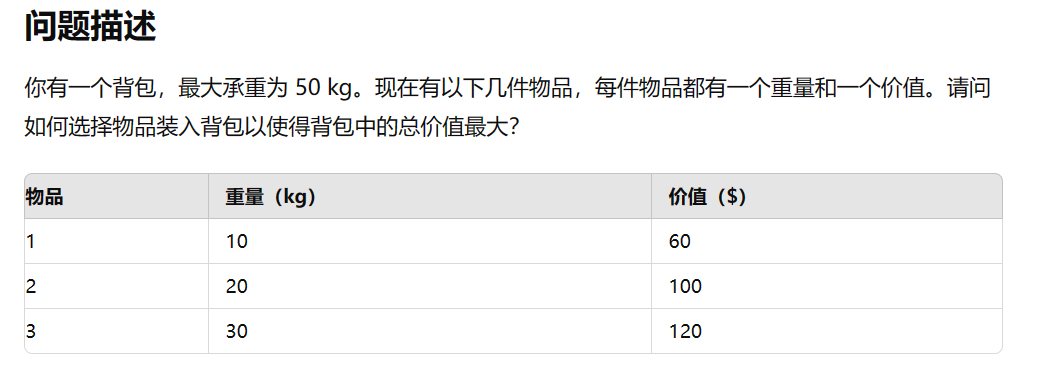 问题描述
你有一个背包，最大承重为 50 kg。现在有以下几件物品，每件物品都有一个重量和一个价值。请问
如何选择物品装入背包以使得背包中的总价值最大？
物品 重量（kg） 价值（$）
1 10 60
2 20 100
3 30 120